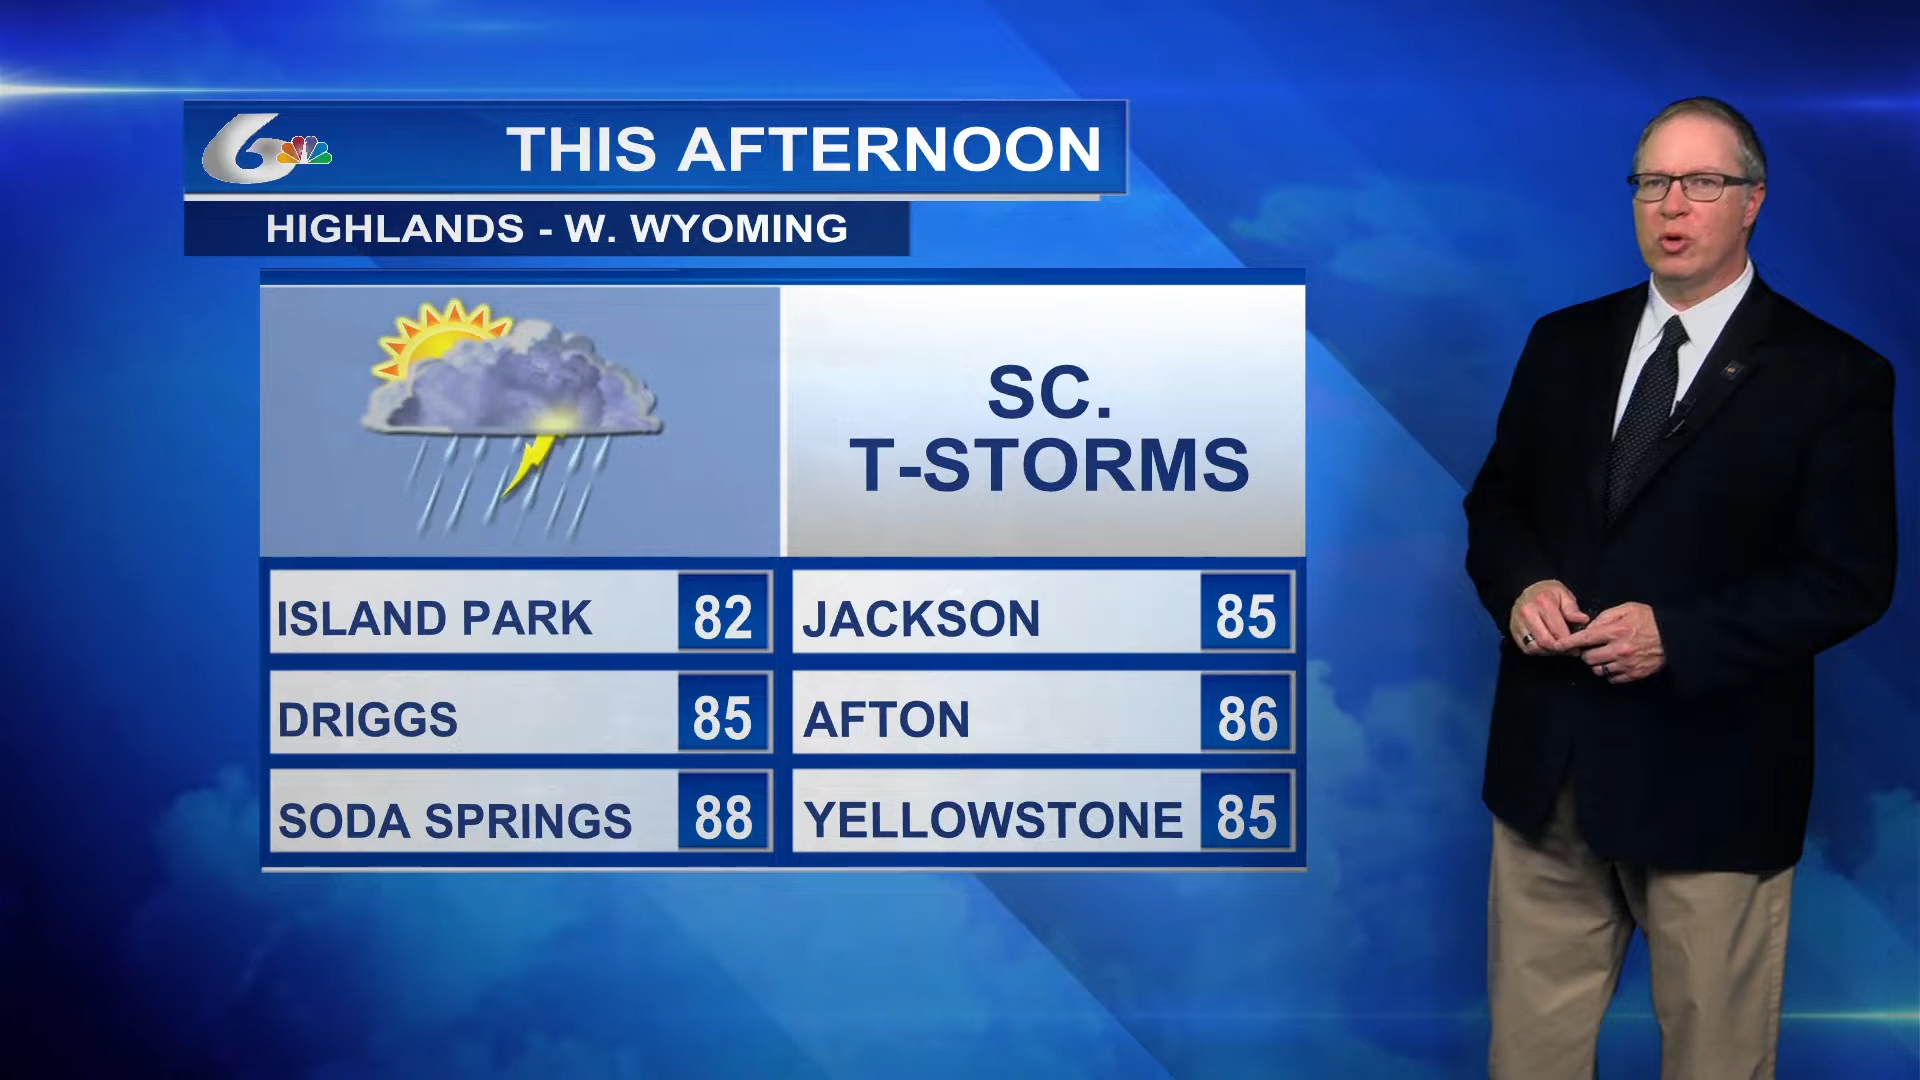 6
THIS AFTERNOON
HIGHLANDS - W. WYOMING
SC.
T-STORMS
ISLAND PARK 82
JACKSON 85
DRIGGS 85
AFTON 86
SODA SPRINGS 88
YELLOWSTONE 85